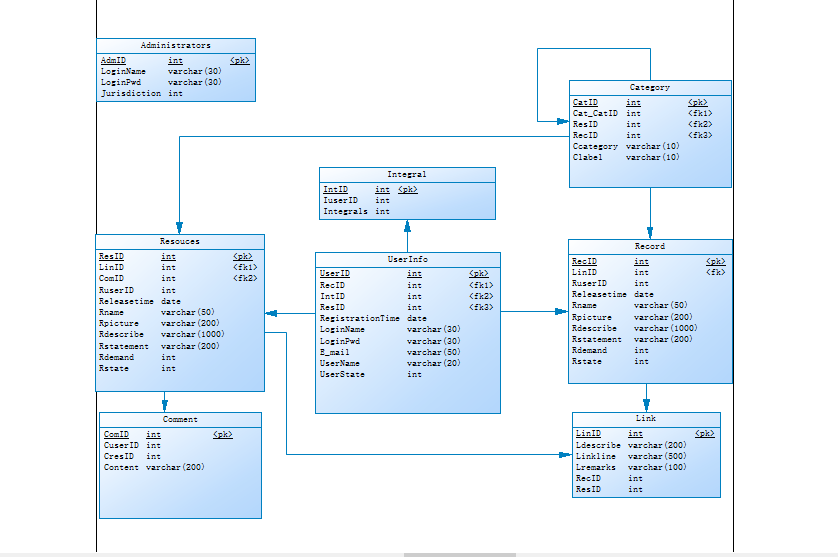 Administrators
AdmID int <pk>
LoginName varchar(30)
LoginPwd varchar(30)
Jurisdiction int
Category
CatID int <pk>
Cat_CatID int <fk1>
ResID int <fk2>
RecID int <fk3>
Ccategory varchar(10)
Clabel varchar(10)
Integral
IntID int <pk>
IuserID int
Integrals int
Resouces
ResID int <pk>
LinID int <fk1>
ComID int <fk2>
RuserID int
Releasetime date
Rname varchar(50)
Rpicture varchar(200)
Rdescribe varchar(1000)
Rstatement varchar(200)
Rdemand int
Rstate int
UserInfo
UserID int <pk>
RecID int <fk1>
IntID int <fk2>
ResID int <fk3>
RegistrationTime date
LoginName varchar(30)
LoginPwd varchar(30)
E_mail varchar(50)
UserName varchar(20)
UserState int
Record
RecID int <pk>
LinID int <fk>
RuserID int
Releasetime date
Rname varchar(50)
Rpicture varchar(200)
Rdescribe varchar(1000)
Rstatement varchar(200)
Rdemand int
Rstate int
Comment
ComID int <pk>
CuserID int
CresID int
Content varchar(200)
Link
LinID int <pk>
Ldescribe varchar(200)
Linkline varchar(500)
Lremarks varchar(100)
RecID int
ResID int